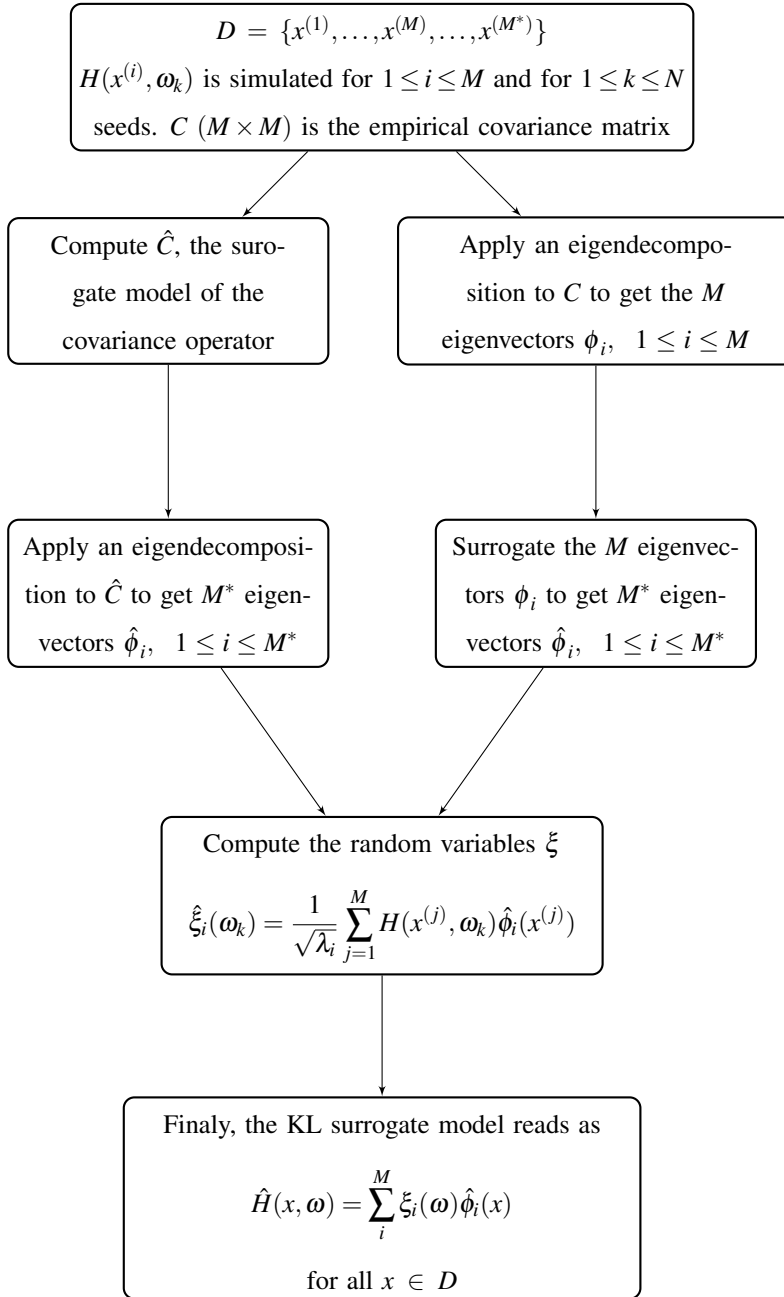 D = {x^(1), . . . , x^(M), . . . , x^(M*)}
H(x^(i), ω_k) is simulated for 1 ≤ i ≤ M and for 1 ≤ k ≤ N
seeds. C (M × M) is the empirical covariance matrix
Compute Ĉ, the suro-
gate model of the
covariance operator
Apply an eigendecompo-
sition to C to get the M
eigenvectors ϕ_i, 1 ≤ i ≤ M
Apply an eigendecomposi-
tion to Ĉ to get M* eigen-
vectors ϕ̂_i, 1 ≤ i ≤ M*
Surrogate the M eigenvec-
tors ϕ_i to get M* eigen-
vectors ϕ̂_i, 1 ≤ i ≤ M*
Compute the random variables ξ
ξ̂_i(ω_k) = 1/√λ_i ∑_{j=1}^{M} H(x^(j), ω_k)ϕ̂_i(x^(j))
Finaly, the KL surrogate model reads as
Ĥ(x, ω) = ∑_i^M ξ_i(ω)ϕ̂_i(x)
for all x ∈ D